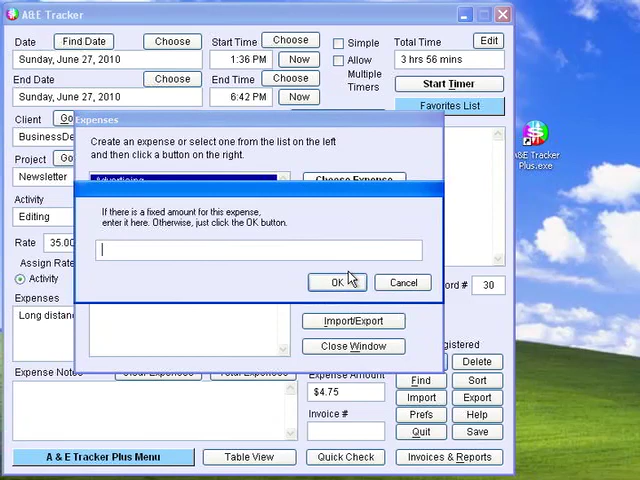 A&E Tracker
Date
Find Date
Choose
Start Time
Choose
Simple
Total Time
Edit
Sunday, June 27, 2010
1:36 PM
Now
Allow
Multiple
Timers
3 hrs 56 mins
End Date
Choose
End Time
Choose
Start Timer
Sunday, June 27, 2010
6:42 PM
Now
Favorites List
Client
Expenses
Create an expense or select one from the list on the left
and then click a button on the right.
Project
Newsletter
Advertising
Choose Expense
A&E Tracker
Plus.exe
Activity
Editing
If there is a fixed amount for this expense,
enter it here. Otherwise, just click the OK button.
Rate
35.00
Assign Rate
Activity
OK
Cancel
30
Expenses
Import/Export
Close Window
Delete
Expense Notes
Expense Amount
$4.75
Find
Sort
Import
Export
Invoice #
Prefs
Help
Quit
Save
A & E Tracker Plus Menu
Table View
Quick Check
Invoices & Reports